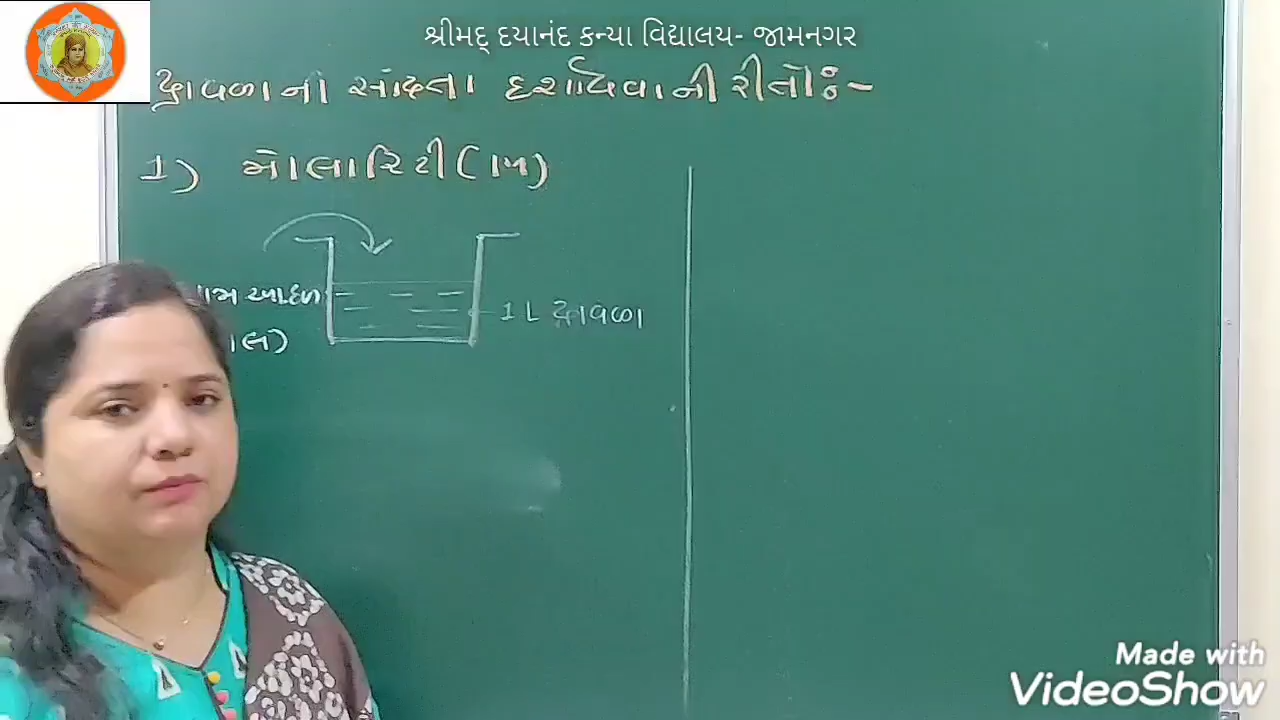 શ્રીમદ્ દયાનંદ કન્યા વિદ્યાલય- જામનગર
દ્રાવણની સાંદ્રતા દર્શાવવાની રીતો:-
1) મોલારિટી (M)
1 L દ્રાવણ
Made with
VideoShow